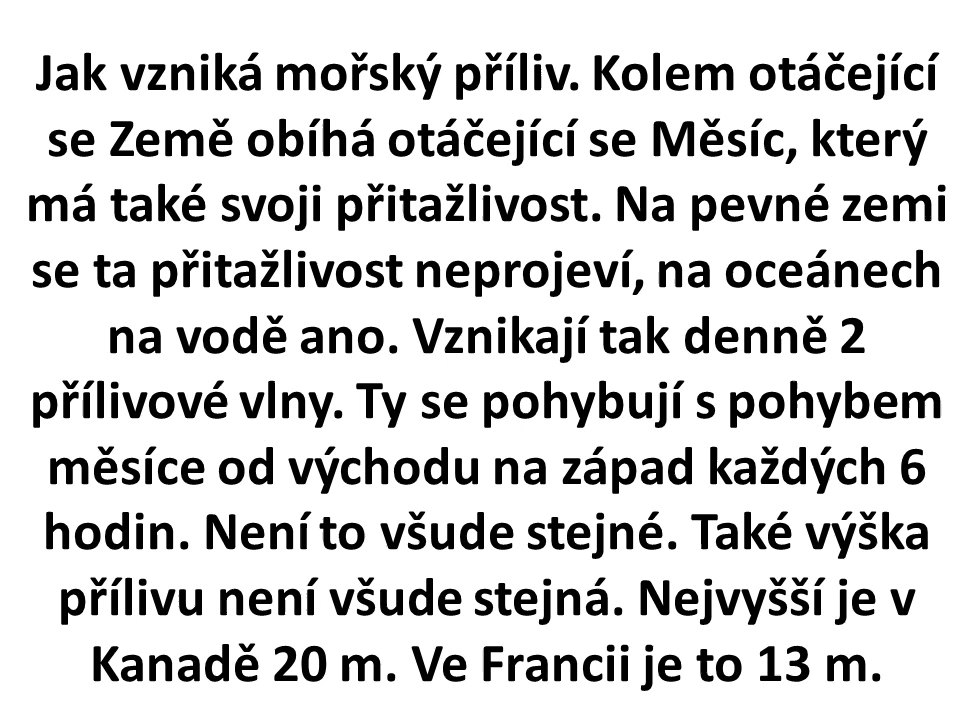 Jak vzniká mořský příliv. Kolem otáčející
se Země obíhá otáčející se Měsíc, který
má také svoji přitažlivost. Na pevné zemi
se ta přitažlivost neprojeví, na oceánech
na vodě ano. Vznikají tak denně 2
přílivové vlny. Ty se pohybují s pohybem
měsíce od východu na západ každých 6
hodin. Není to všude stejné. Také výška
přílivu není všude stejná. Nejvyšší je v
Kanadě 20 m. Ve Francii je to 13 m.